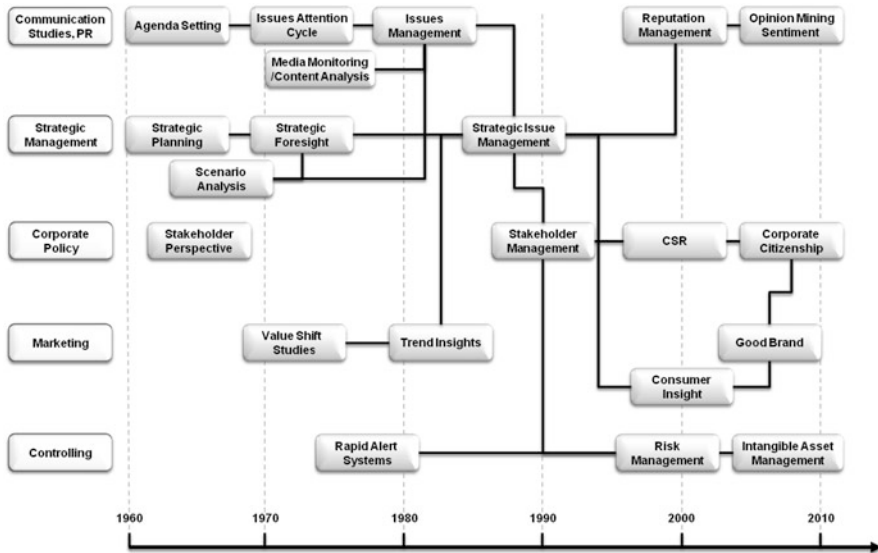 Communication
Studies, PR
Agenda Setting
Issues Attention
Cycle
Issues
Management
Reputation
Management
Opinion Mining
Sentiment
Media Monitoring
/Content Analysis
Strategic
Management
Strategic
Planning
Strategic
Foresight
Strategic Issue
Management
Scenario
Analysis
Corporate
Policy
Stakeholder
Perspective
Stakeholder
Management
CSR
Corporate
Citizenship
Marketing
Value Shift
Studies
Trend Insights
Good Brand
Consumer
Insight
Controlling
Rapid Alert
Systems
Risk
Management
Intangible Asset
Management
1960
1970
1980
1990
2000
2010